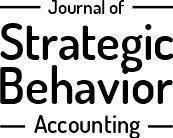 Journal of
Strategic
Behavior
Accounting